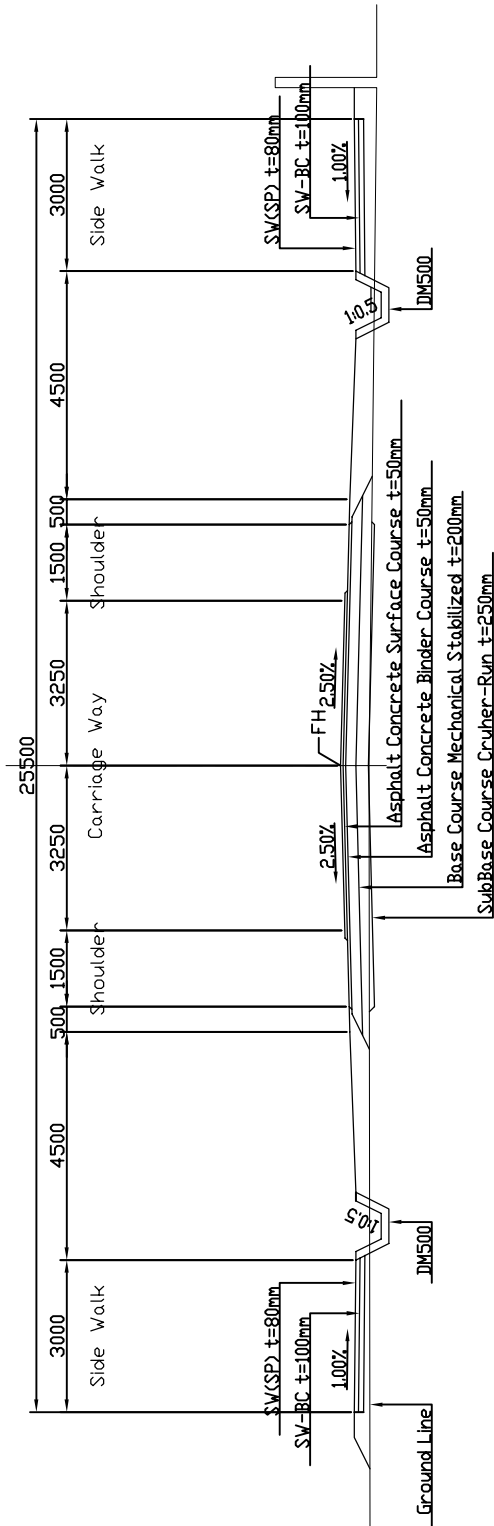 25500
3000
4500
500
1500
3250
3250
1500
500
4500
3000
Side Walk
Shoulder
Carriage Way
Shoulder
Side Walk
SW(SP) t=80mm
SW-BC t=100mm
1.00%
1:0.5
DM500
Ground Line
2.50%
FH
2.50%
Asphalt Concrete Surface Course t=50mm
Asphalt Concrete Binder Course t=50mm
Base Course Mechanical Stabilized t=200mm
SubBase Course Cruher-Run t=250mm
SW(SP) t=80mm
SW-BC t=100mm
1.00%
1:0.5
DM500